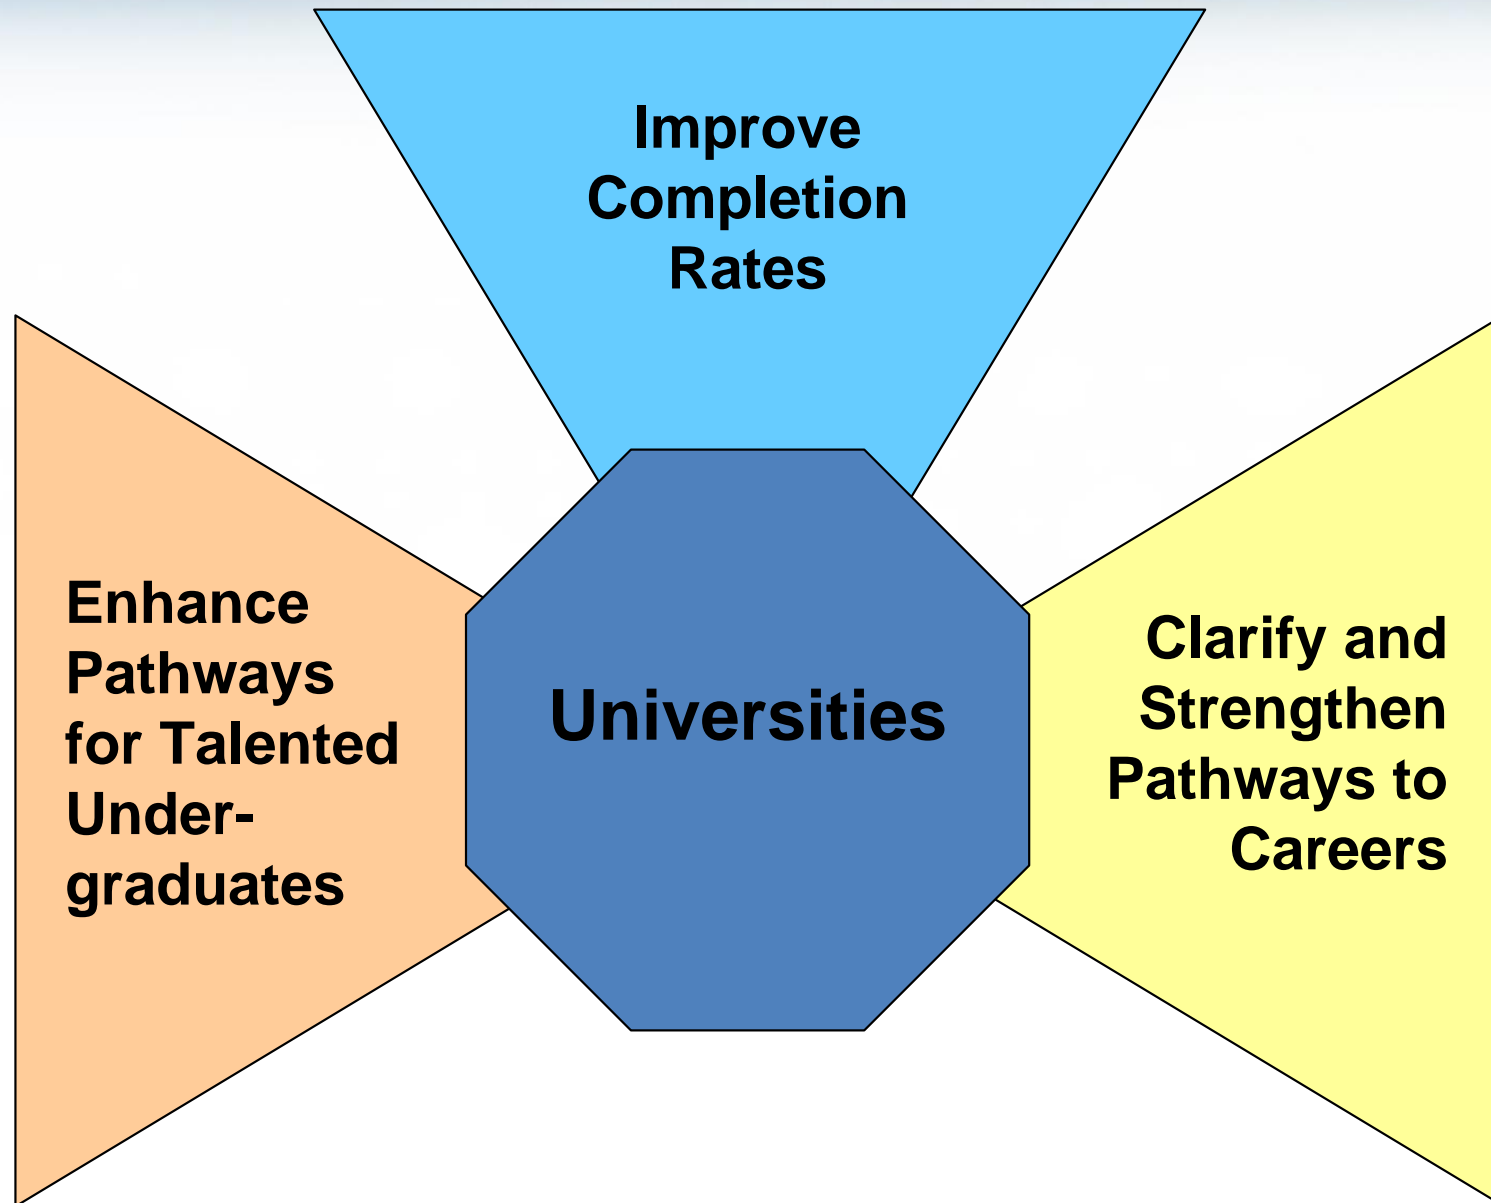 Improve
Completion
Rates
Enhance
Pathways
for Talented
Under-
graduates
Universities
Clarify and
Strengthen
Pathways to
Careers